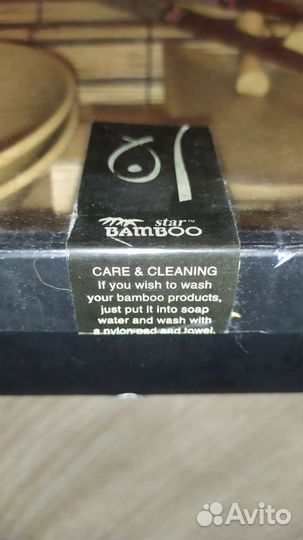 star™
BAMBOO
CARE & CLEANING
If you wish to wash
your bamboo products,
just put it into soap
water and wash with
a nylon pad and towel.
Avito